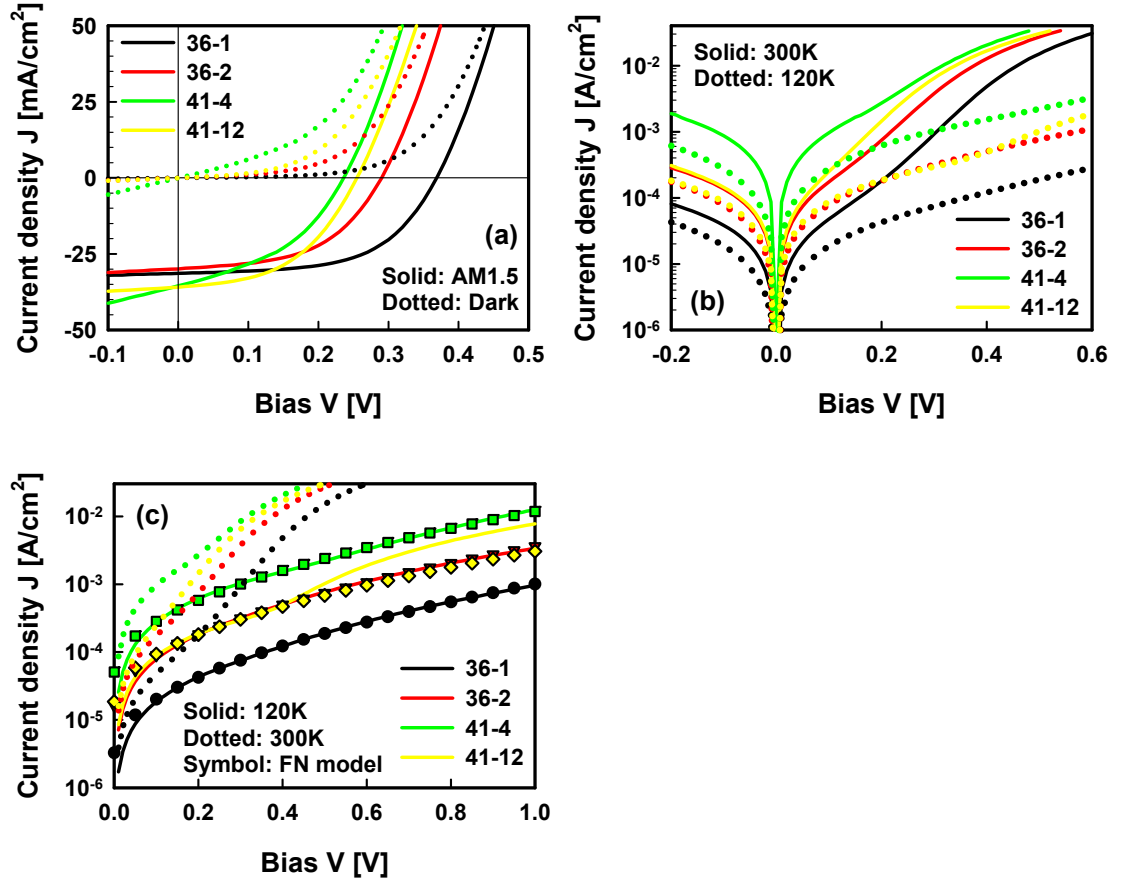 Current density J [mA/cm²]
50
25
0
-25
-50
36-1
36-2
41-4
41-12
(a)
Solid: AM1.5
Dotted: Dark
-0.1 0.0 0.1 0.2 0.3 0.4 0.5
Bias V [V]
Current density J [A/cm²]
10⁻²
10⁻³
10⁻⁴
10⁻⁵
10⁻⁶
Solid: 300K
Dotted: 120K
36-1
36-2
41-4
41-12
(b)
-0.2 0.0 0.2 0.4 0.6
Bias V [V]
Current density J [A/cm²]
10⁻²
10⁻³
10⁻⁴
10⁻⁵
10⁻⁶
(c)
36-1
36-2
41-4
41-12
Solid: 120K
Dotted: 300K
Symbol: FN model
0.0 0.2 0.4 0.6 0.8 1.0
Bias V [V]